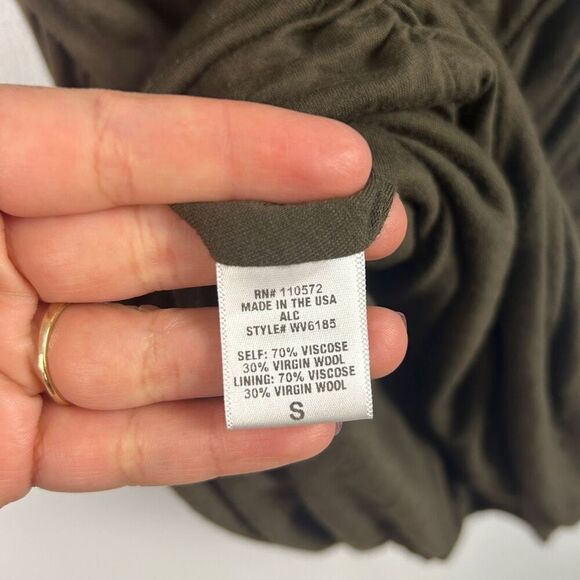 RN# 110572
MADE IN THE USA
ALC
STYLE# WV6185
SELF: 70% VISCOSE
30% VIRGIN WOOL
LINING: 70% VISCOSE
30% VIRGIN WOOL
S